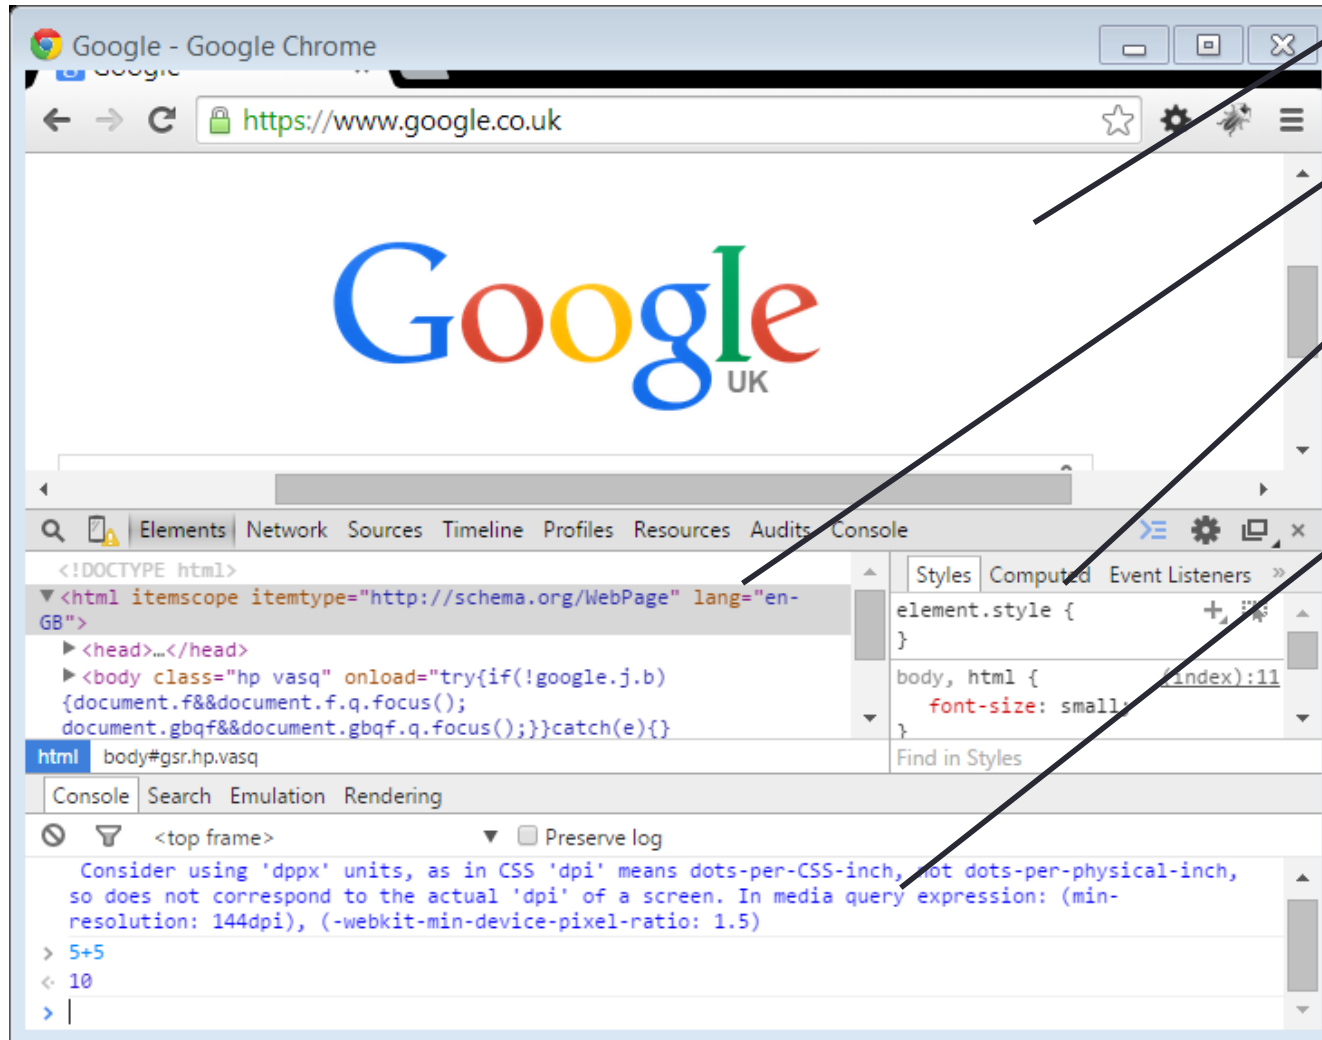 Google - Google Chrome
Google
https://www.google.co.uk
Google
UK
Elements Network Sources Timeline Profiles Resources Audits Console
<!DOCTYPE html>
<html itemscope itemtype="http://schema.org/WebPage" lang="en-
GB">
<head>…</head>
<body class="hp vasq" onload="try{if(!google.j.b)
{document.f&&document.f.q.focus();
document.gbqf&&document.gbqf.q.focus();}}catch(e){}
html body#gsr.hp.vasq
Styles Computed Event Listeners »
element.style {
}
body, html { (index):11
font-size: small;
}
Find in Styles
Console Search Emulation Rendering
<top frame> ▼ Preserve log
Consider using 'dppx' units, as in CSS 'dpi' means dots-per-CSS-inch, not dots-per-physical-inch,
so does not correspond to the actual 'dpi' of a screen. In media query expression: (min-
resolution: 144dpi), (-webkit-min-device-pixel-ratio: 1.5)
> 5+5
10
>